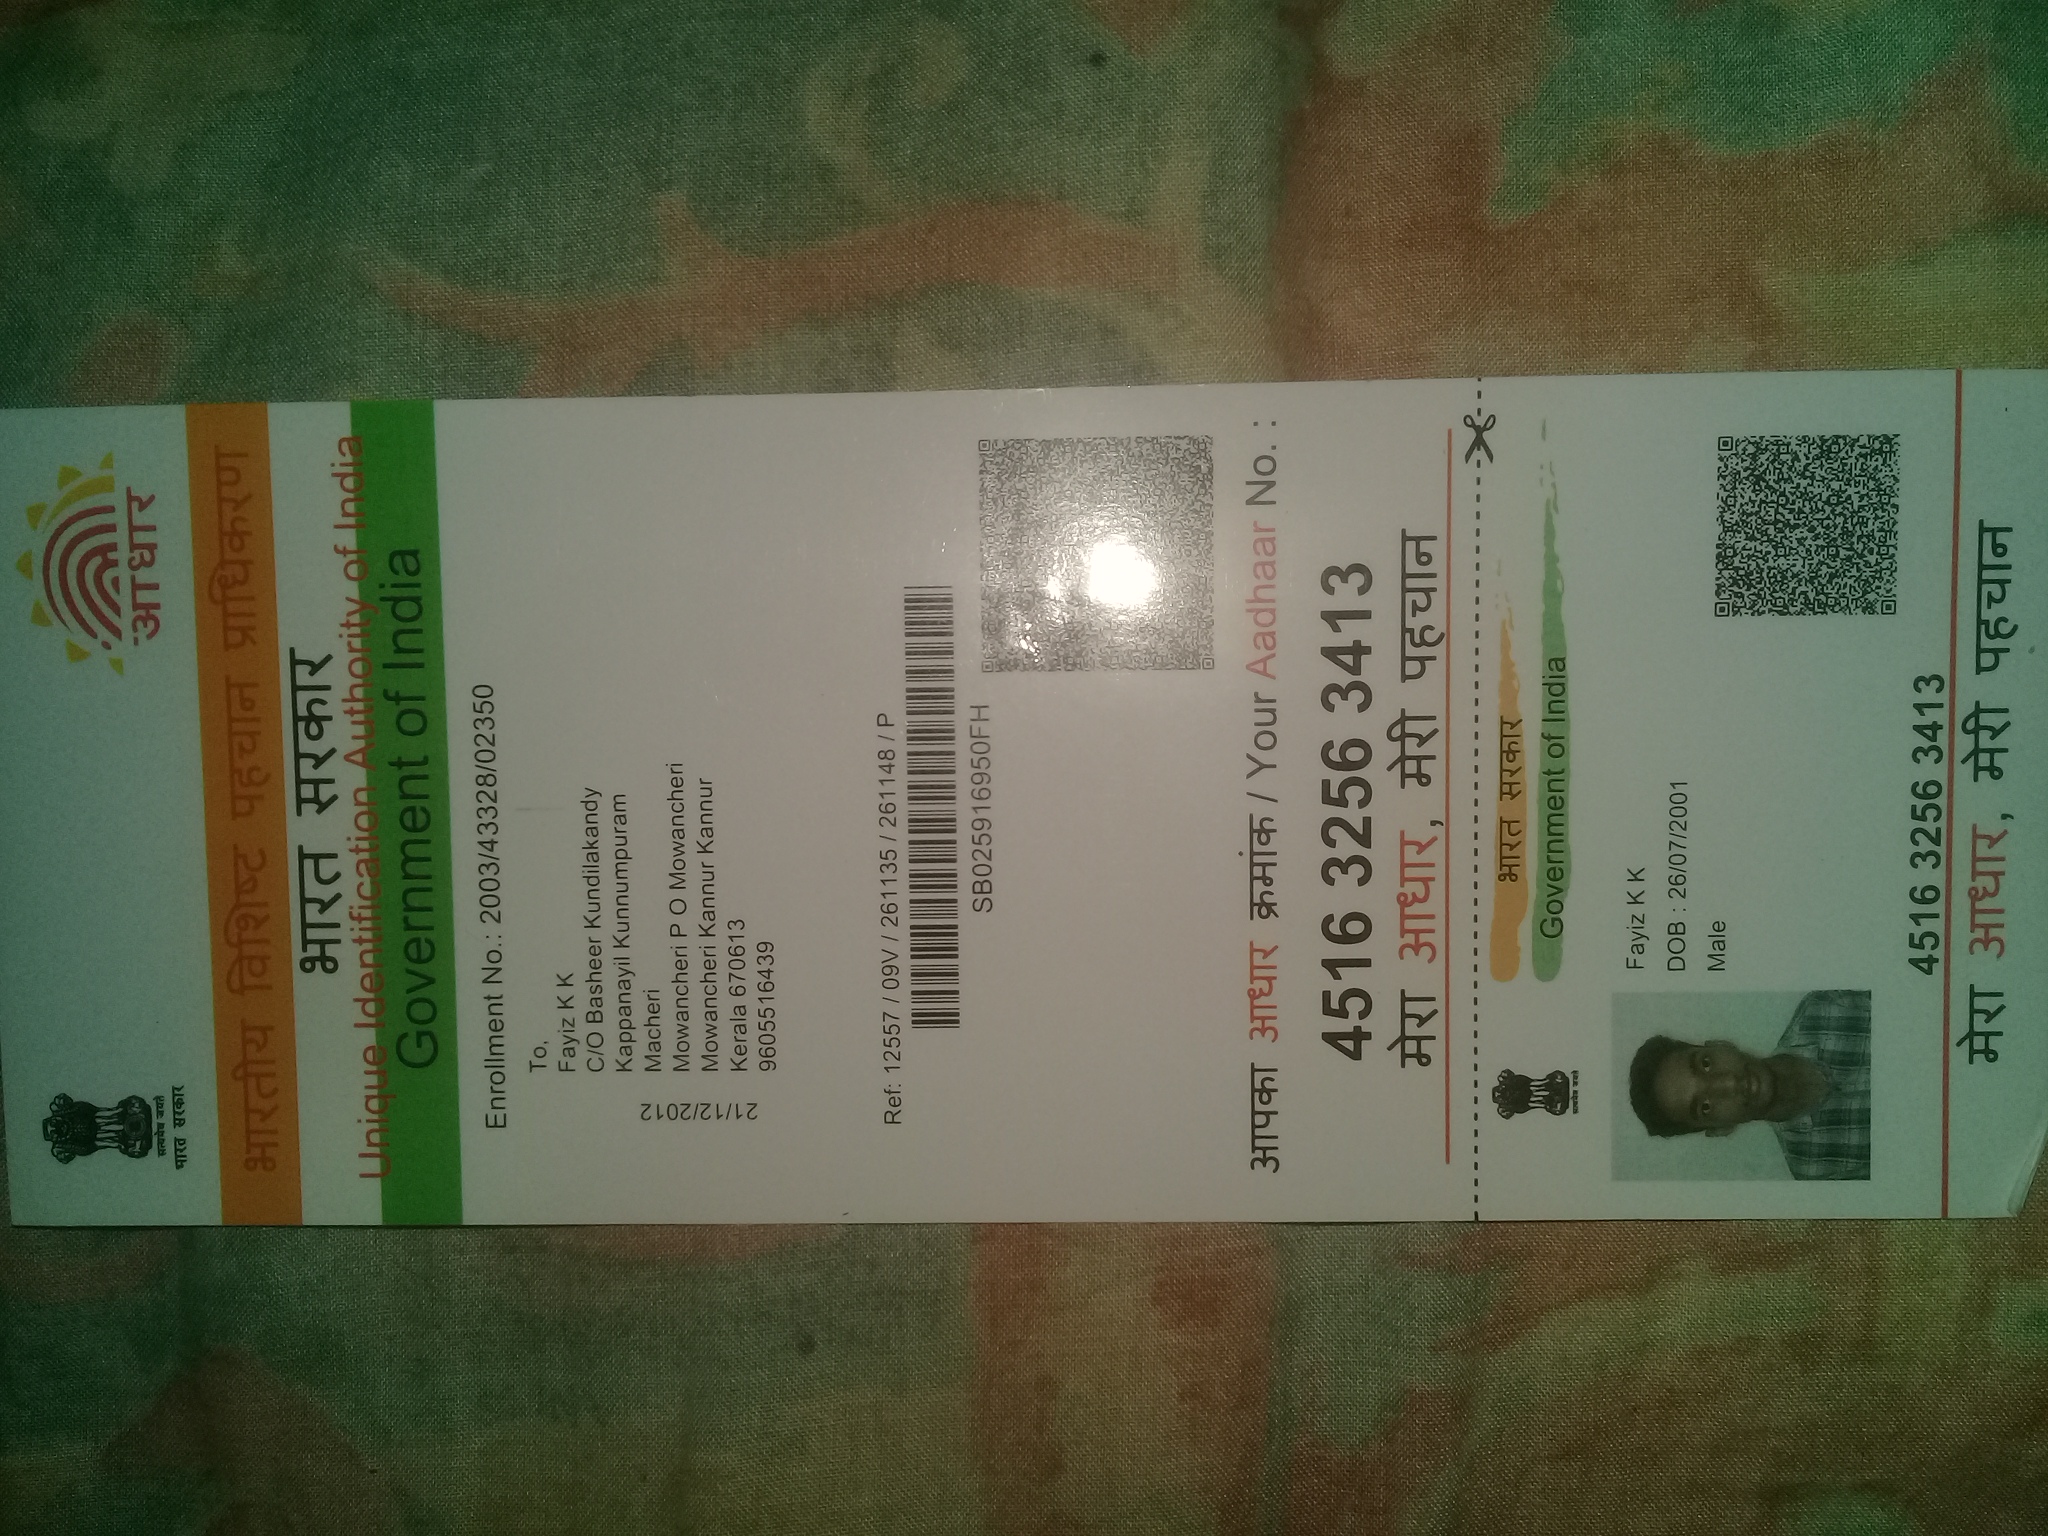 सत्यमेव जयते
भारत सरकार
आधार
भारतीय विशिष्ट पहचान प्राधिकरण
भारत सरकार
Unique Identification Authority of India
Government of India
Enrollment No.: 2003/43328/02350
To,
Fayiz K K
C/O Basheer Kundilakandy
Kappanayil Kunnumpuram
Macheri
Mowancheri P O Mowancheri
Mowancheri Kannur Kannur
Kerala 670613
9605516439
21/12/2012
Ref: 12557 / 09V / 261135 / 261148 / P
SB025916950FH
आपका आधार क्रमांक / Your Aadhaar No. :
4516 3256 3413
मेरा आधार, मेरी पहचान
भारत सरकार
Government of India
सत्यमेव जयते
Fayiz K K
DOB : 26/07/2001
Male
4516 3256 3413
मेरा आधार, मेरी पहचान